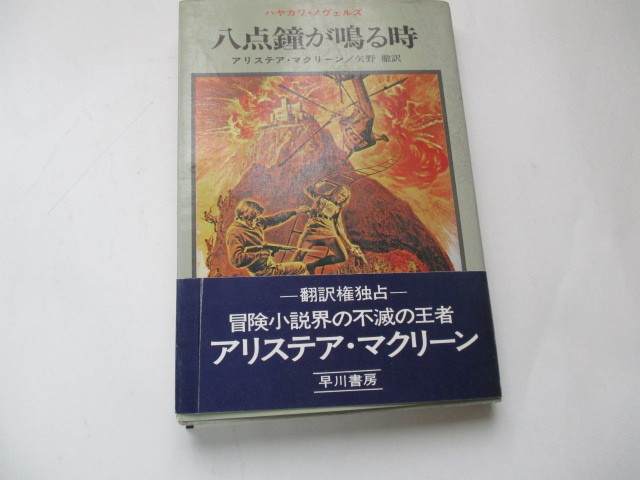 ハヤカワ・ノヴェルズ
八点鐘が鳴る時
アリステア・マクリーン/矢野 徹訳
―翻訳権独占―
冒険小説界の不滅の王者
アリステア・マクリーン
早川書房